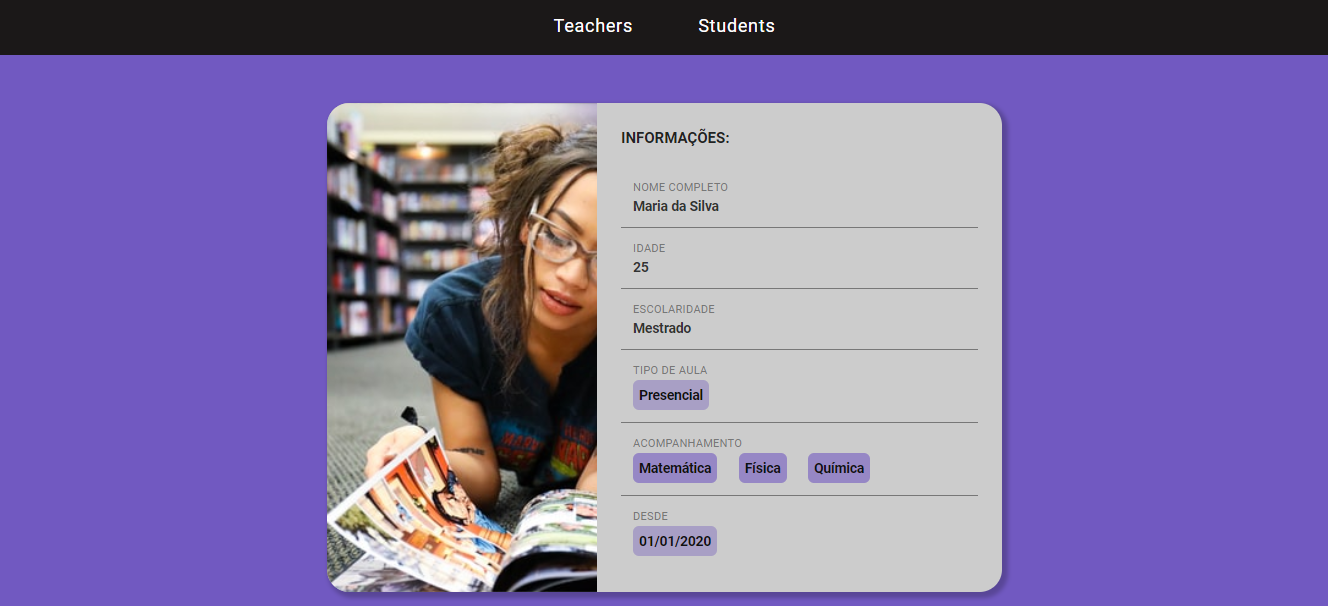 Teachers Students
INFORMAÇÕES:
NOME COMPLETO
Maria da Silva
IDADE
25
ESCOLARIDADE
Mestrado
TIPO DE AULA
Presencial
ACOMPANHAMENTO
Matemática Física Química
DESDE
01/01/2020